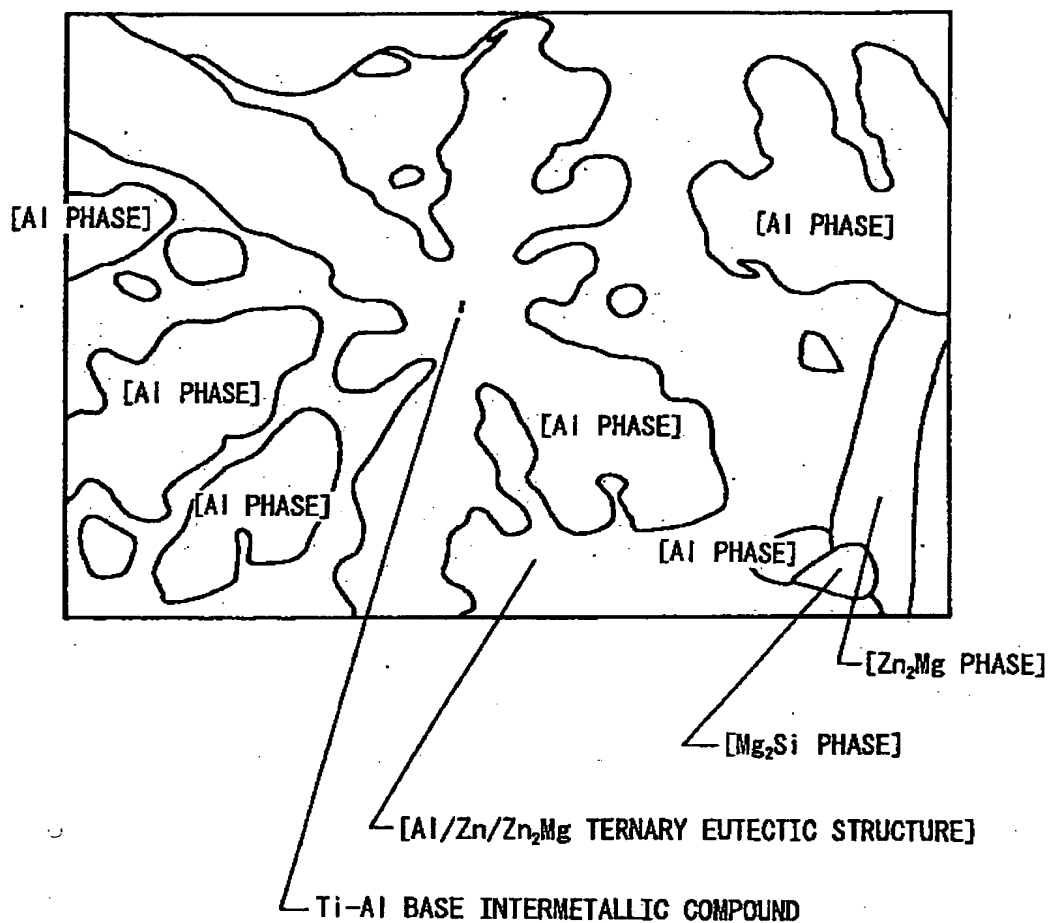 [Al PHASE]
[Al PHASE]
[Al PHASE]
[Al PHASE]
[Al PHASE]
[Al PHASE]
[Zn₂Mg PHASE]
[Mg₂Si PHASE]
[Al/Zn/Zn₂Mg TERNARY EUTECTIC STRUCTURE]
Ti-Al BASE INTERMETALLIC COMPOUND